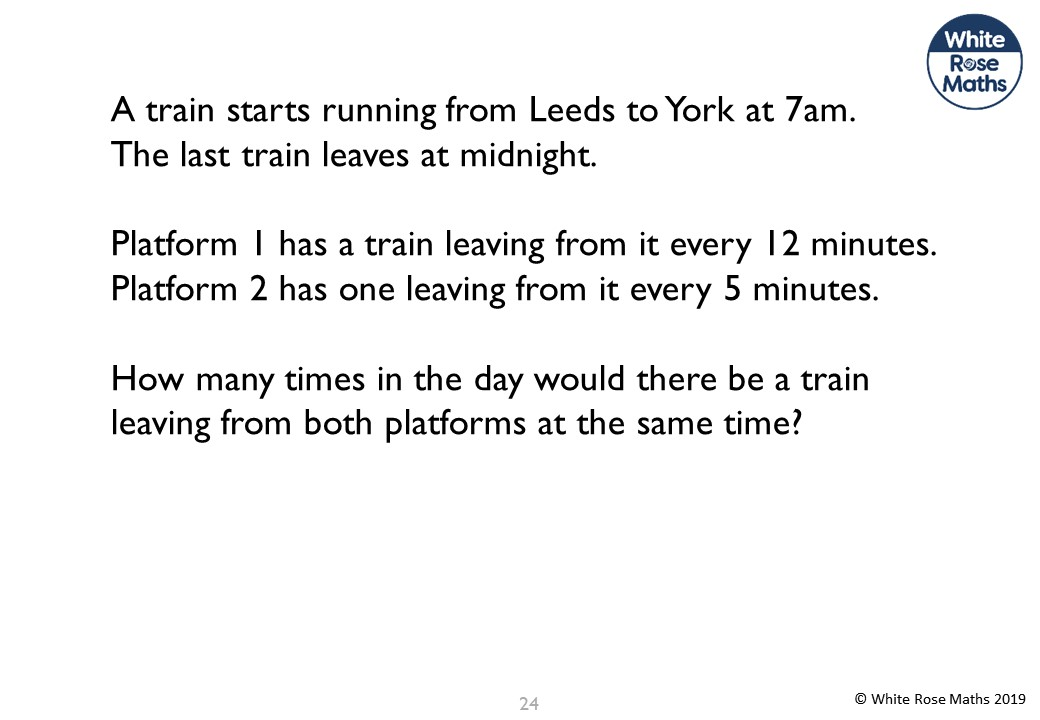 White
Rose
Maths
A train starts running from Leeds to York at 7am.
The last train leaves at midnight.
Platform 1 has a train leaving from it every 12 minutes.
Platform 2 has one leaving from it every 5 minutes.
How many times in the day would there be a train
leaving from both platforms at the same time?
24
© White Rose Maths 2019